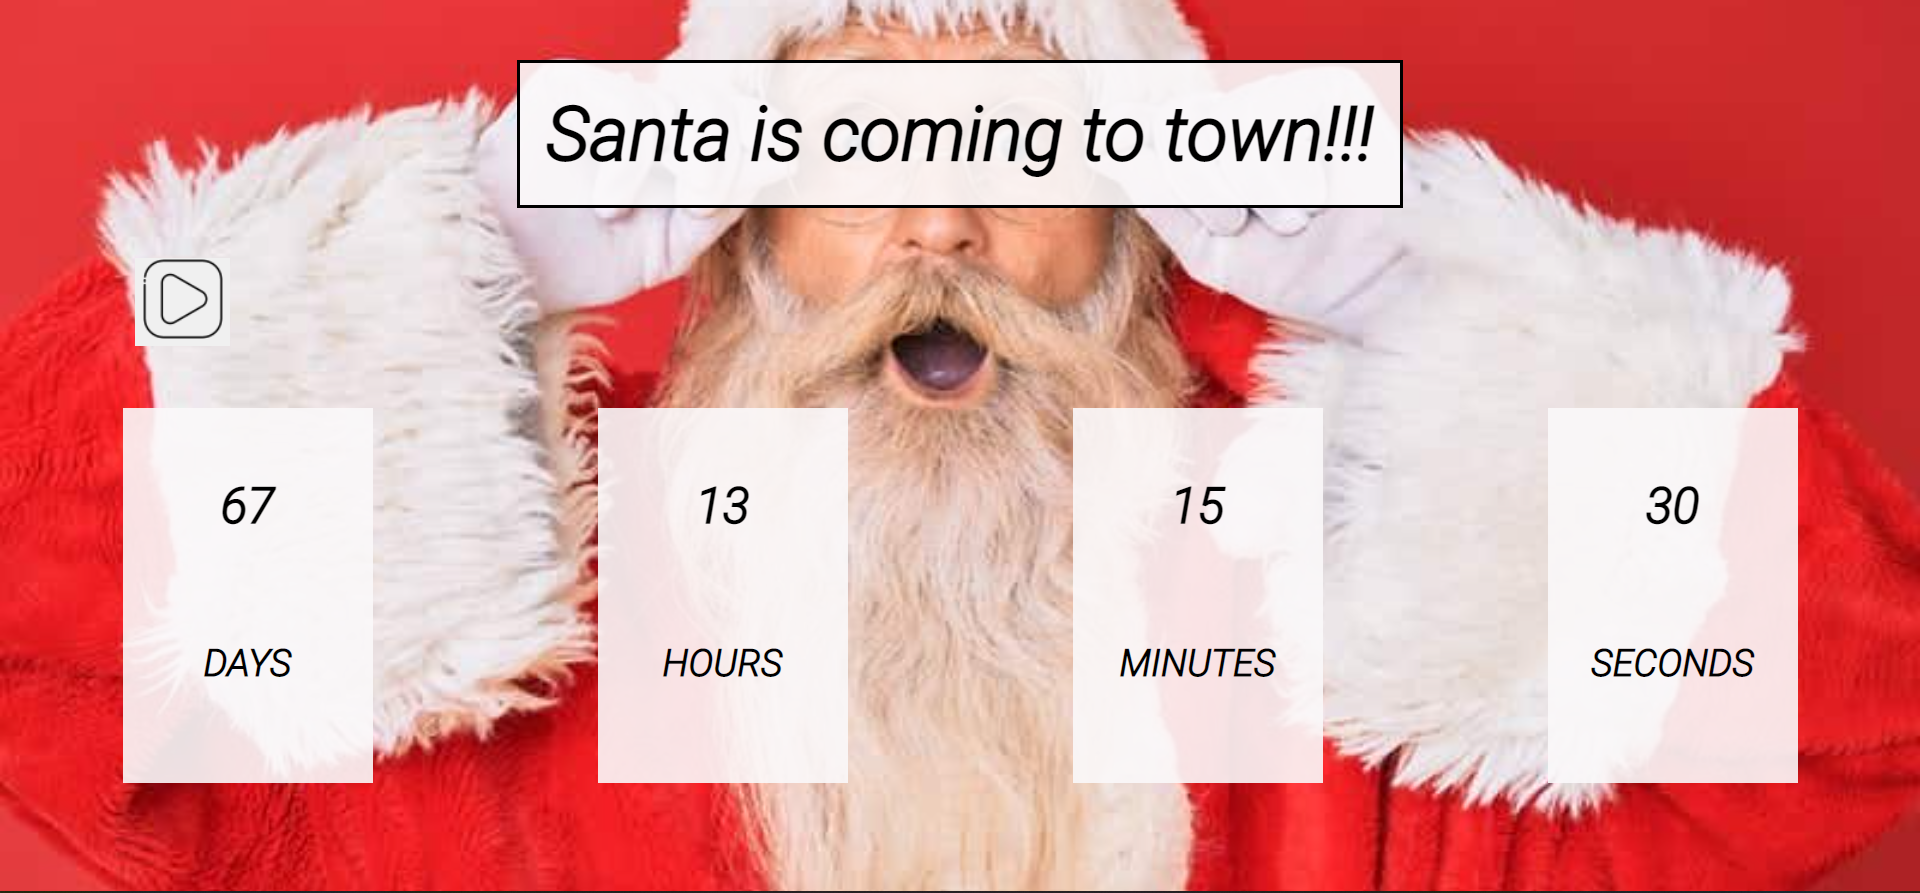 Santa is coming to town!!!
67
13
15
30
DAYS
HOURS
MINUTES
SECONDS